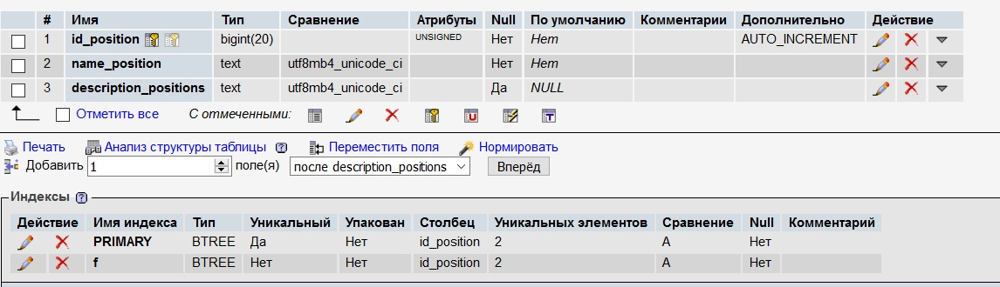 # Имя Тип Сравнение Атрибуты Null По умолчанию Комментарии Дополнительно Действие
1 id_position bigint(20) UNSIGNED Нет Нет AUTO_INCREMENT
2 name_position text utf8mb4_unicode_ci Нет Нет
3 description_positions text utf8mb4_unicode_ci Да NULL
Отметить все С отмеченными: U T
Печать Анализ структуры таблицы ? Переместить поля Нормировать
Добавить 1 поле(я) после description_positions Вперёд
Индексы ?
Действие Имя индекса Тип Уникальный Упакован Столбец Уникальных элементов Сравнение Null Комментарий
PRIMARY BTREE Да Нет id_position 2 A Нет
f BTREE Нет Нет id_position 2 A Нет